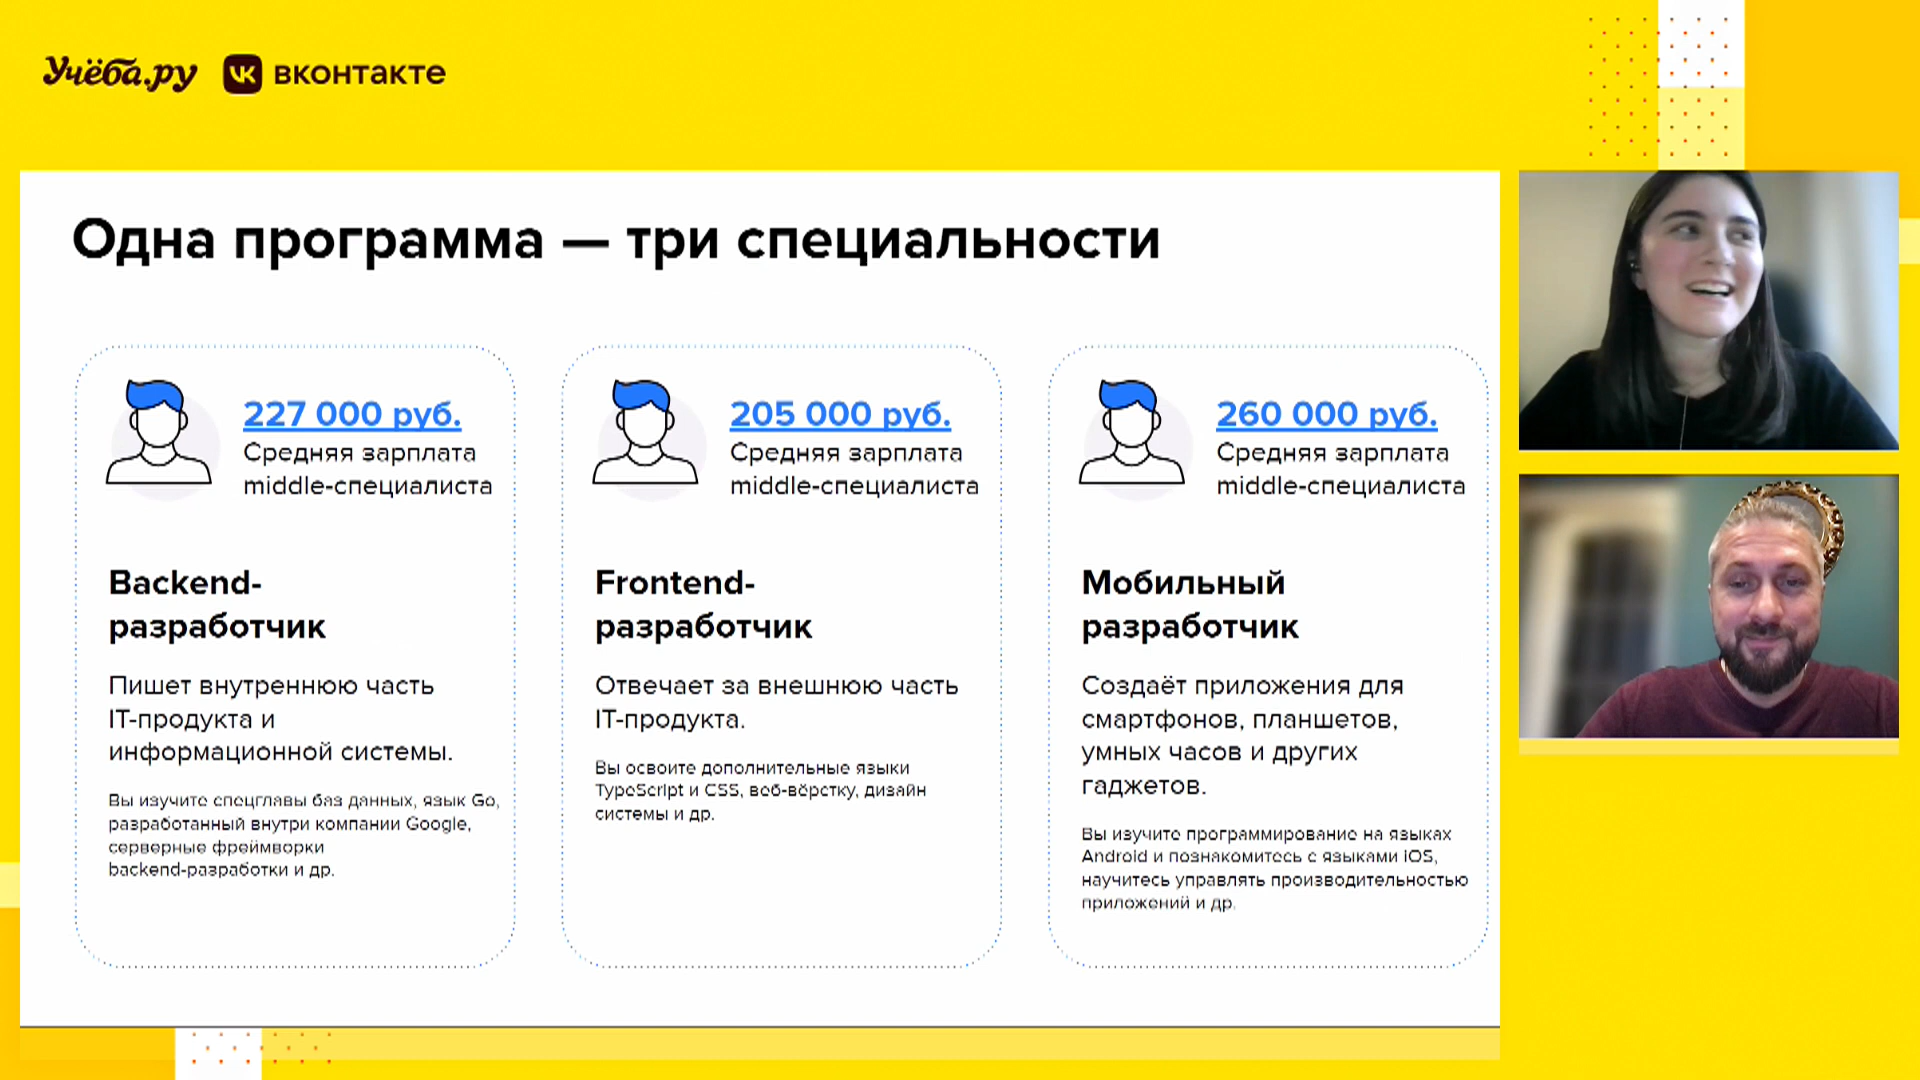 Учёба.ру вконтакте
Одна программа — три специальности
227 000 руб.
Средняя зарплата
middle-специалиста
Backend-
разработчик
Пишет внутреннюю часть
IT-продукта и
информационной системы.
Вы изучите спецглавы баз данных, язык Go,
разработанный внутри компании Google,
серверные фреймворки
backend-разработки и др.
205 000 руб.
Средняя зарплата
middle-специалиста
Frontend-
разработчик
Отвечает за внешнюю часть
IT-продукта.
Вы освоите дополнительные языки
TypeScript и CSS, веб-вёрстку, дизайн
системы и др.
260 000 руб.
Средняя зарплата
middle-специалиста
Мобильный
разработчик
Создаёт приложения для
смартфонов, планшетов,
умных часов и других
гаджетов.
Вы изучите программирование на языках
Android и познакомитесь с языками iOS,
научитесь управлять производительностью
приложений и др.